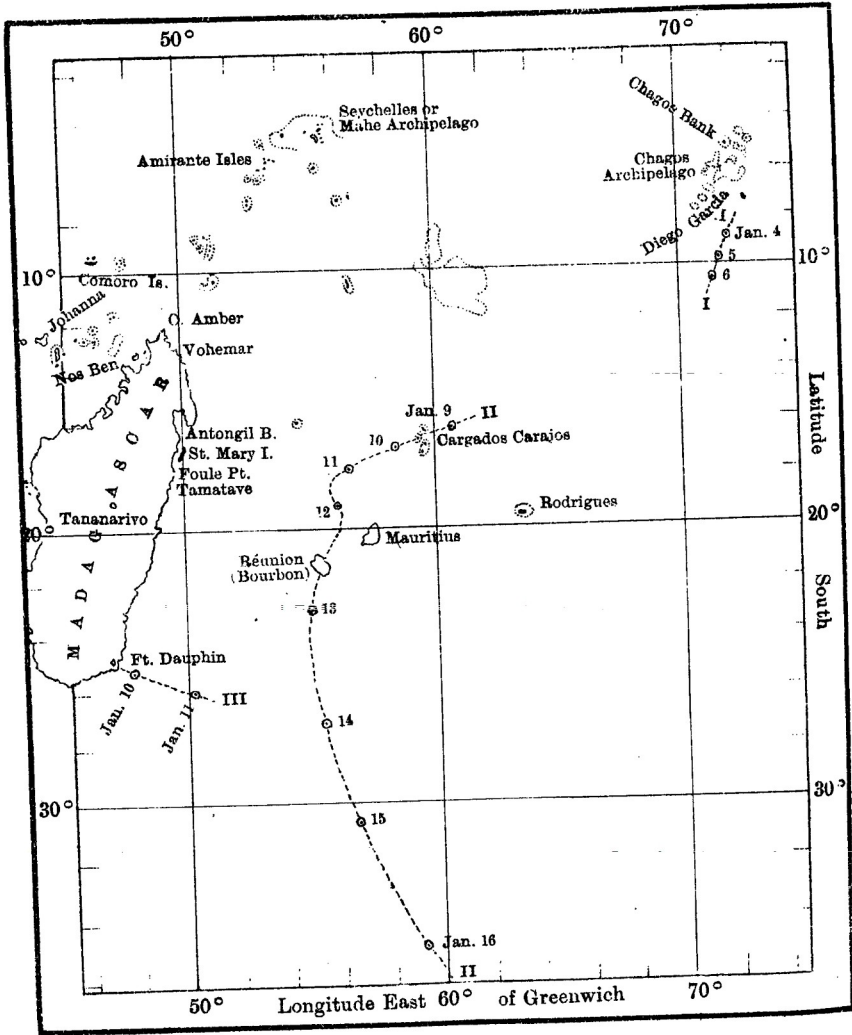 50° 60° 70°
Seychelles or
Mahe Archipelago
Amirante Isles
Chagos Bank
Chagos
Archipelago
Diego Garcia
I
Jan. 4
5
6
I
10°
10°
Comoro Is.
Johanna
C. Amber
Nos Ben
Vohemar
MADAGASCAR
Antongil B.
St. Mary I.
Foule Pt.
Tamatave
Tananarivo
Jan. 9
II
10
Cargados Carajos
11
12
Rodrigues
Mauritius
Réunion
(Bourbon)
13
20
20°
Latitude
South
Ft. Dauphin
Jan. 10
Jan. 11
III
14
30°
30°
15
Jan. 16
II
50° 60° 70°
Longitude East of Greenwich